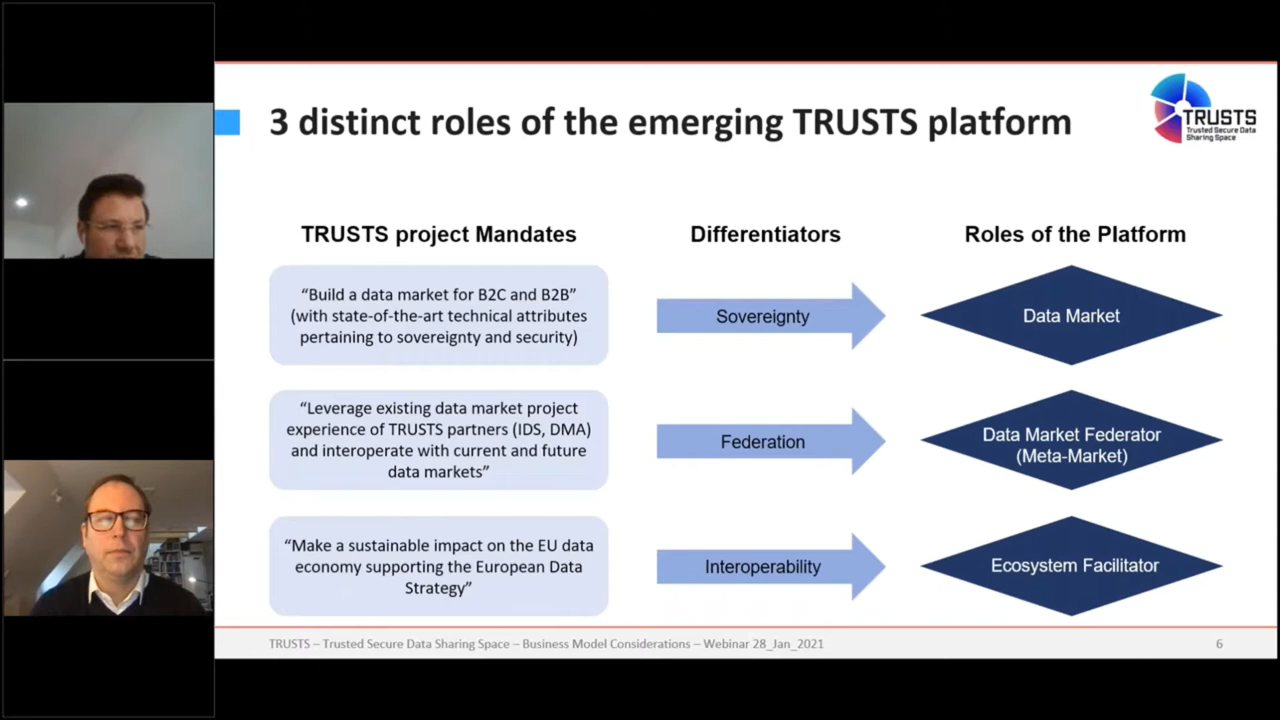 3 distinct roles of the emerging TRUSTS platform
TRUSTS
Trusted Secure Data
Sharing Space
TRUSTS project Mandates
Differentiators
Roles of the Platform
“Build a data market for B2C and B2B”
(with state-of-the-art technical attributes
pertaining to sovereignty and security)
Sovereignty
Data Market
“Leverage existing data market project
experience of TRUSTS partners (IDS, DMA)
and interoperate with current and future
data markets”
Federation
Data Market Federator
(Meta-Market)
“Make a sustainable impact on the EU data
economy supporting the European Data
Strategy”
Interoperability
Ecosystem Facilitator
TRUSTS – Trusted Secure Data Sharing Space – Business Model Considerations – Webinar 28_Jan_2021
6